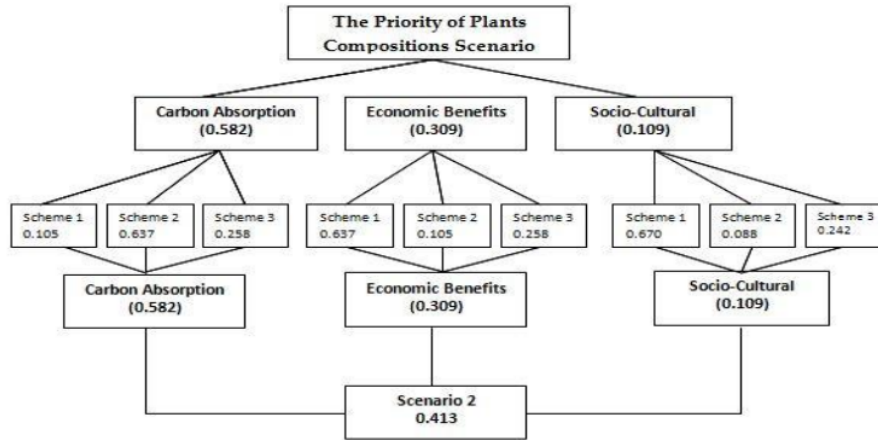 The Priority of Plants
Compositions Scenario
Carbon Absorption
(0.582)
Economic Benefits
(0.309)
Socio-Cultural
(0.109)
Scheme 1
0.105
Scheme 2
0.637
Scheme 3
0.258
Scheme 1
0.637
Scheme 2
0.105
Scheme 3
0.258
Scheme 1
0.670
Scheme 2
0.088
Scheme 3
0.242
Carbon Absorption
(0.582)
Economic Benefits
(0.309)
Socio-Cultural
(0.109)
Scenario 2
0.413